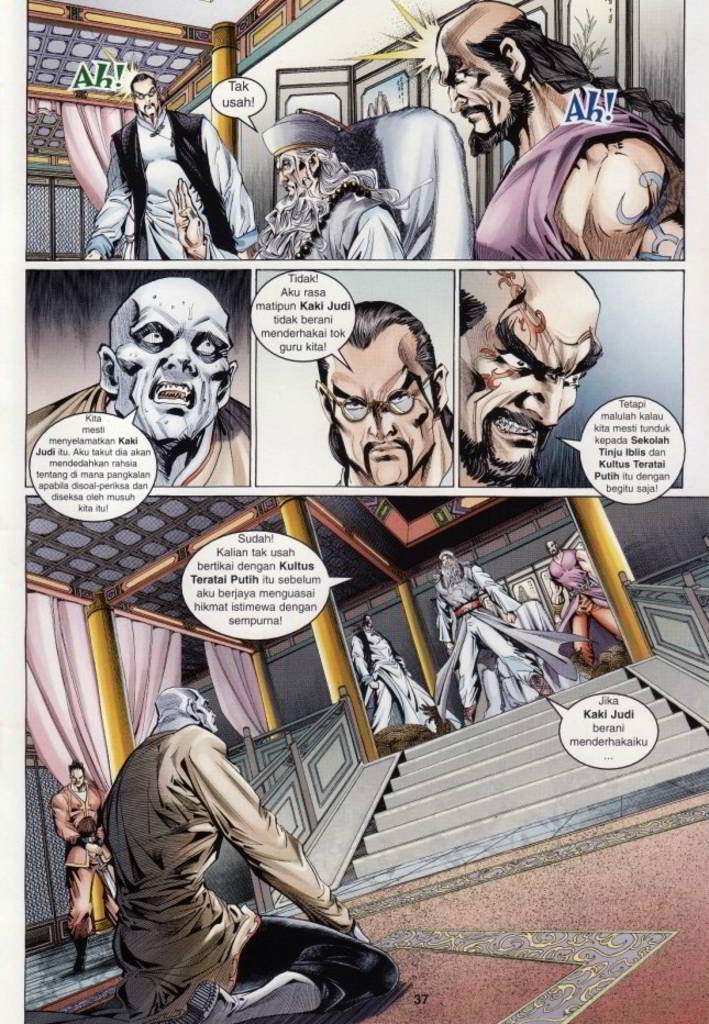 Ah!
Tak
usah!
Ah!
Kita
mesti
menyelamatkan Kaki
Judi itu. Aku takut dia akan
mendedahkan rahsia
tentang di mana pangkalan
apabila disoal-periksa dan
diseksa oleh musuh
kita itu!
Tidak!
Aku rasa
matipun Kaki Judi
tidak berani
menderhakai tok
guru kita!
Tetapi
malulah kalau
kita mesti tunduk
kepada Sekolah
Tinju Iblis dan
Kultus Teratai
Putih itu dengan
begitu saja!
Sudah!
Kalian tak usah
bertikai dengan Kultus
Teratai Putih itu sebelum
aku berjaya menguasai
hikmat istimewa dengan
sempurna!
Jika
Kaki Judi
berani
menderhakaiku
...
37